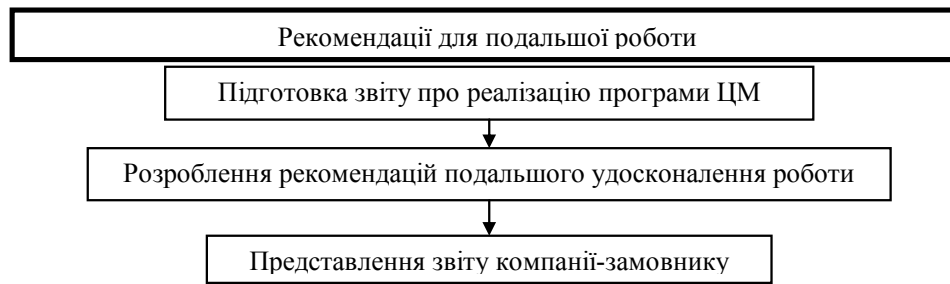 Рекомендації для подальшої роботи
Підготовка звіту про реалізацію програми ЦМ
Розроблення рекомендацій подальшого удосконалення роботи
Представлення звіту компанії-замовнику